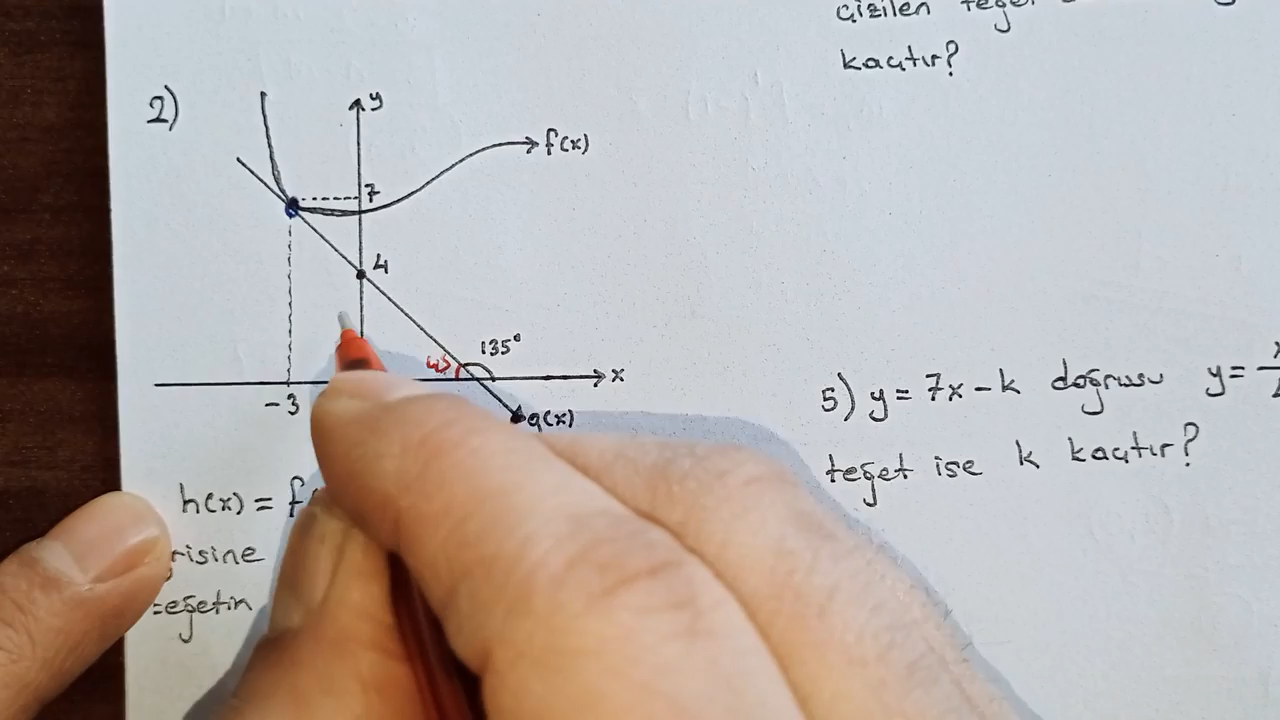 çizilen
kaçtır?
2)
y
f(x)
7
4
45
135°
x
-3
g(x)
h(x) = f
risine
teğetin
5) y = 7x - k doğrusu y =
teğet ise k kaçtır?